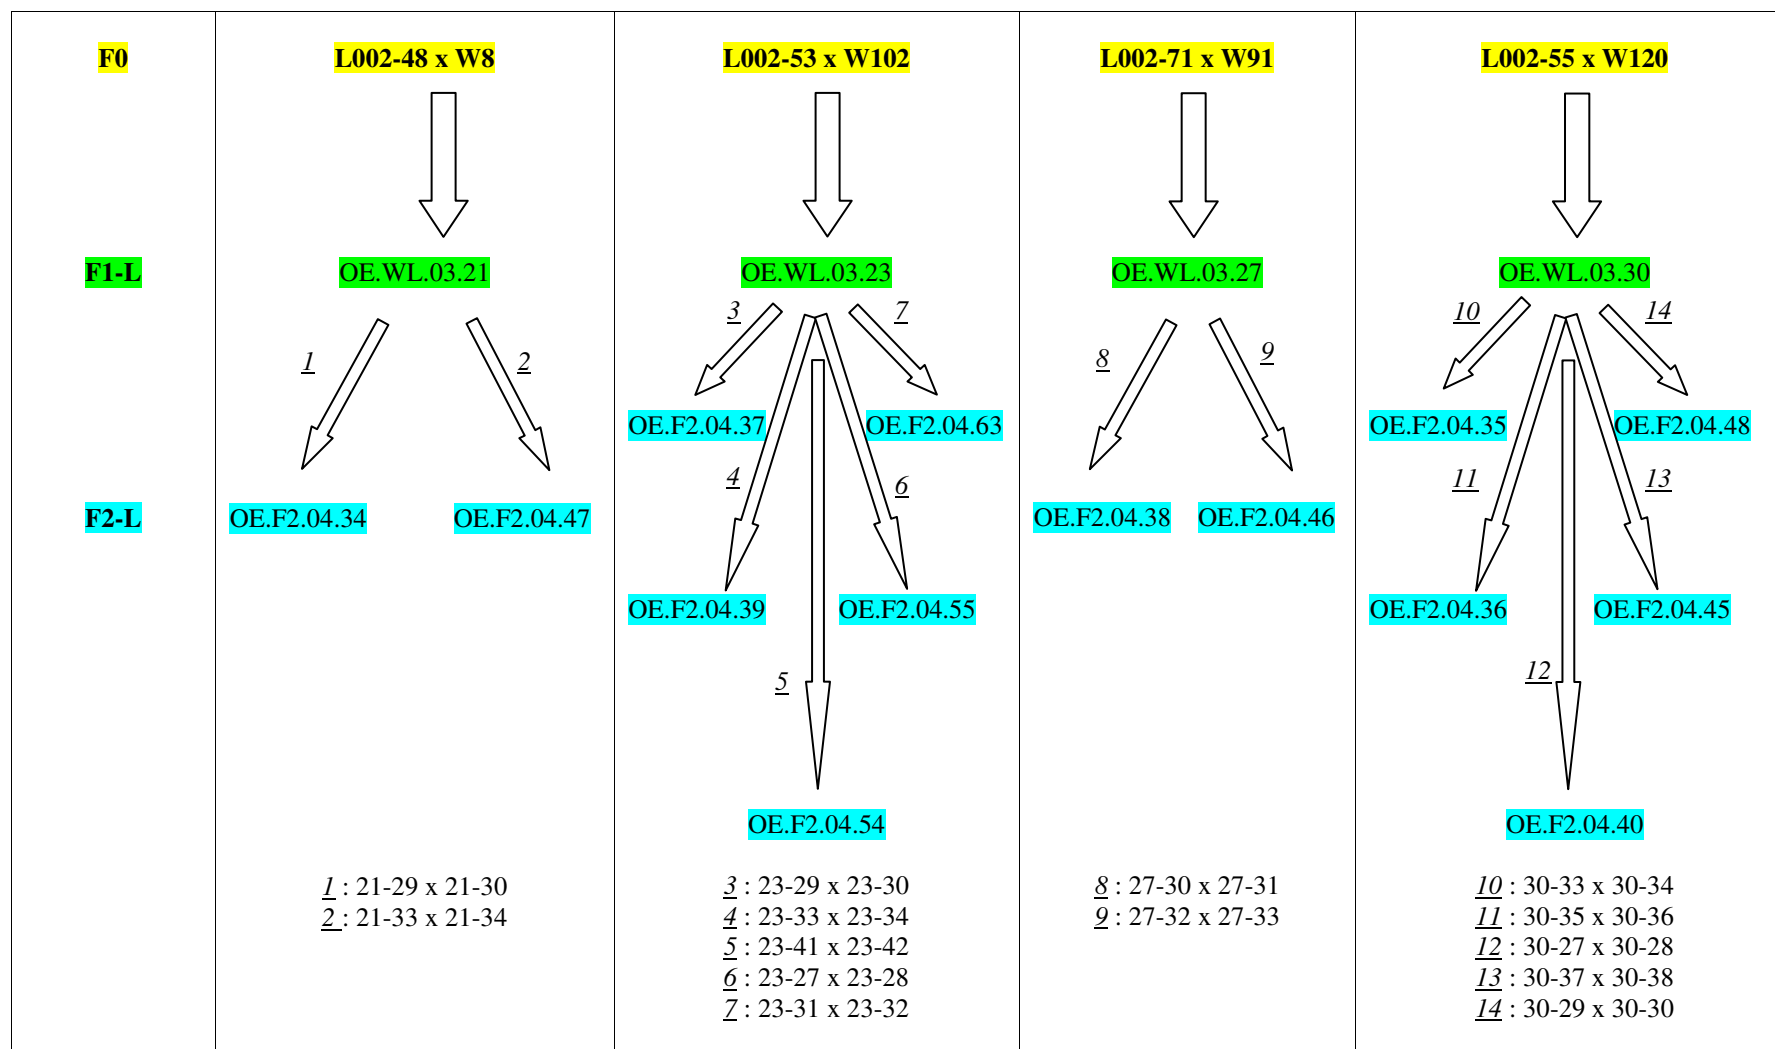 F0
L002-48 x W8
L002-53 x W102
L002-71 x W91
L002-55 x W120
F1-L
OE.WL.03.21
OE.WL.03.23
OE.WL.03.27
OE.WL.03.30
1
2
3
7
8
9
10
14
OE.F2.04.37
OE.F2.04.63
OE.F2.04.35
OE.F2.04.48
4
6
11
13
F2-L
OE.F2.04.34
OE.F2.04.47
OE.F2.04.38
OE.F2.04.46
OE.F2.04.39
OE.F2.04.55
OE.F2.04.36
OE.F2.04.45
5
12
OE.F2.04.54
OE.F2.04.40
1 : 21-29 x 21-30
2 : 21-33 x 21-34
3 : 23-29 x 23-30
4 : 23-33 x 23-34
5 : 23-41 x 23-42
6 : 23-27 x 23-28
7 : 23-31 x 23-32
8 : 27-30 x 27-31
9 : 27-32 x 27-33
10 : 30-33 x 30-34
11 : 30-35 x 30-36
12 : 30-27 x 30-28
13 : 30-37 x 30-38
14 : 30-29 x 30-30